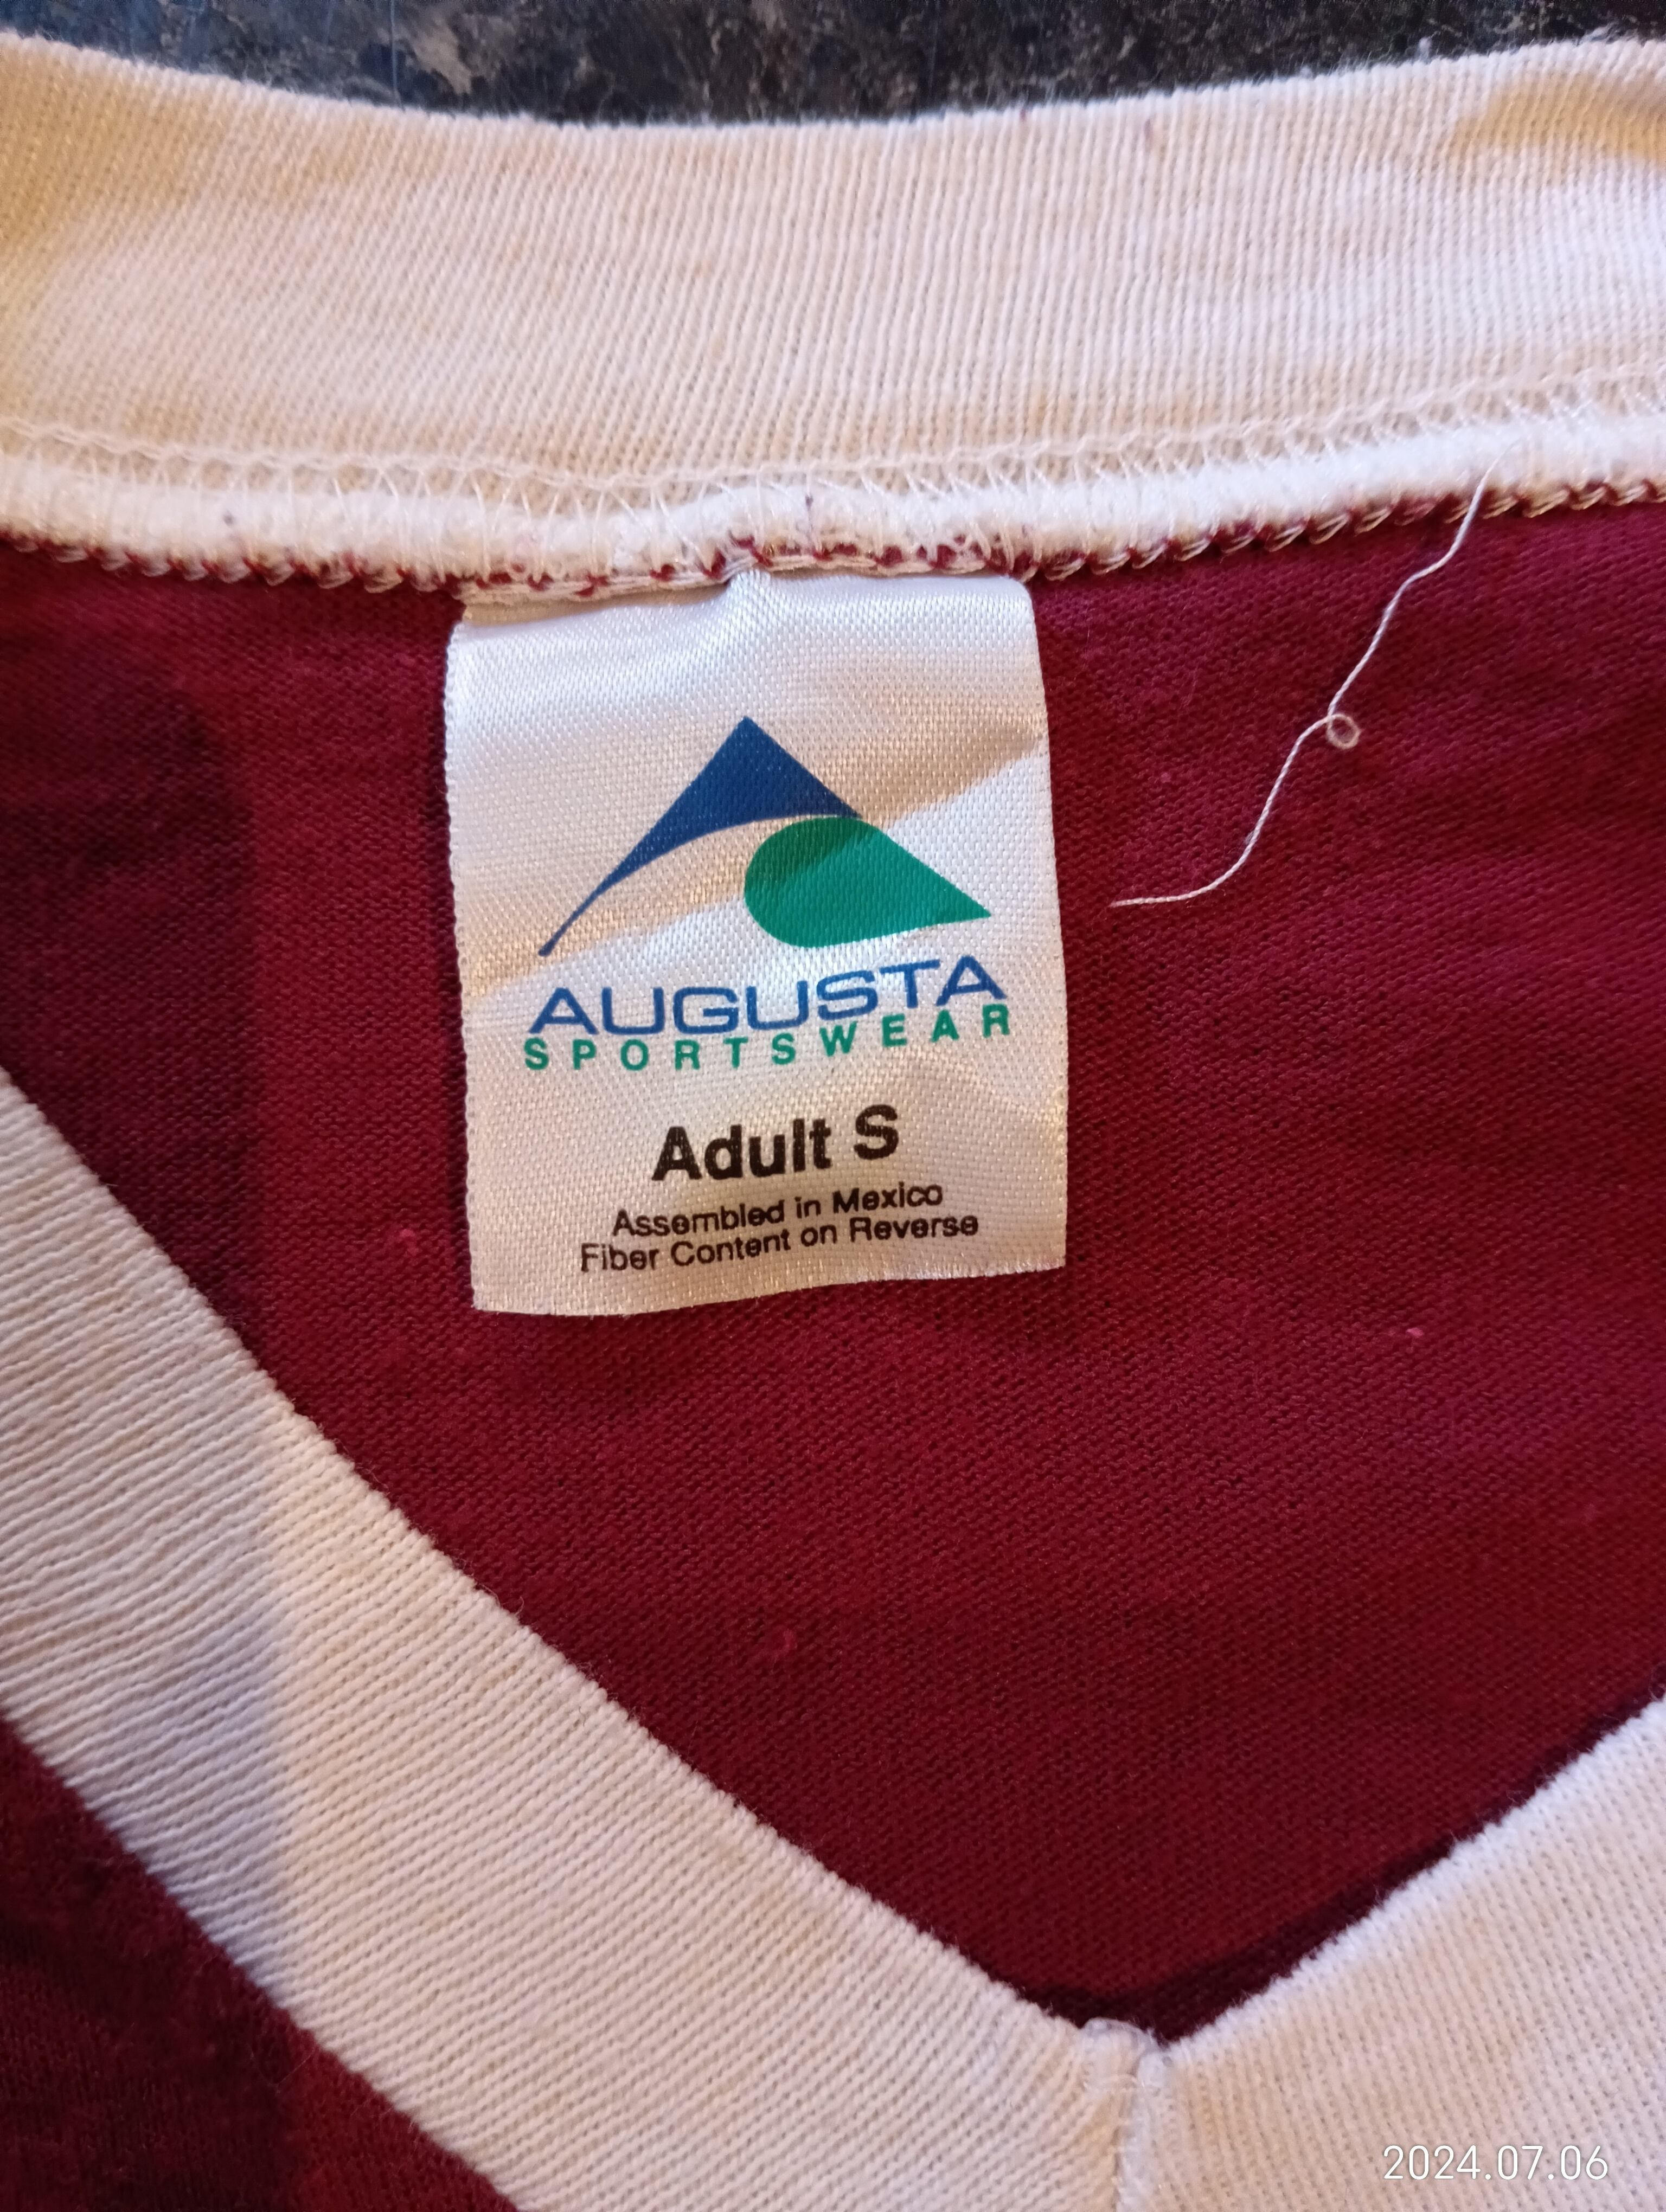 AUGUSTA
SPORTSWEAR
Adult S
Assembled in Mexico
Fiber Content on Reverse
2024.07.06